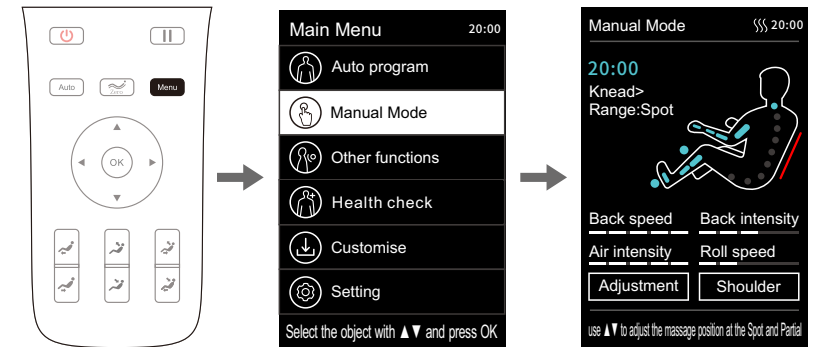 Auto
Zero
Menu
OK
Main Menu 20:00
Auto program
Manual Mode
Other functions
Health check
Customise
Setting
Select the object with ▲▼ and press OK
Manual Mode 20:00
20:00
Knead>
Range:Spot
Back speed Back intensity
Air intensity Roll speed
Adjustment Shoulder
use ▲▼ to adjust the massage position at the Spot and Partial